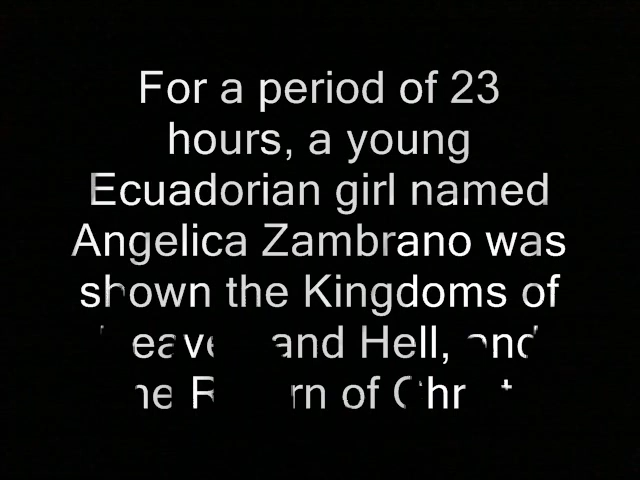 For a period of 23
hours, a young
Ecuadorian girl named
Angelica Zambrano was
shown the Kingdoms of
Heaven and Hell, and
the Return of Christ